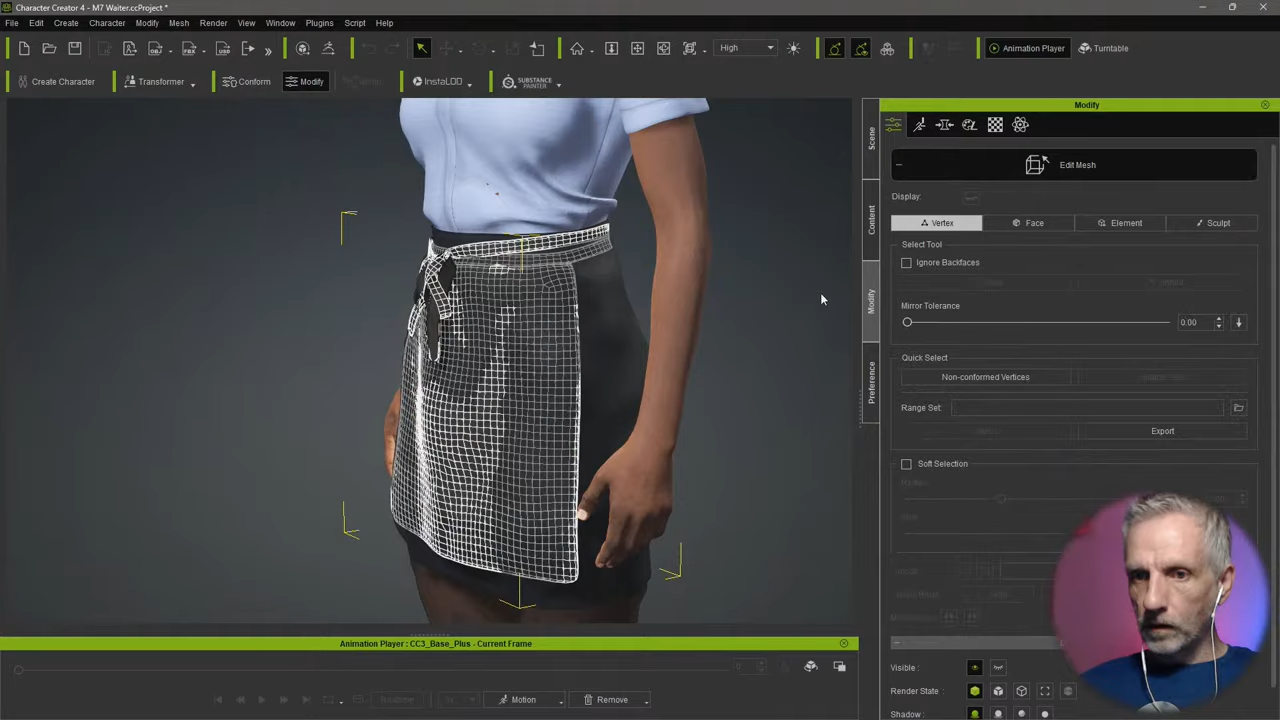 Character Creator 4 - M7 Waiter.ccProject *
File Edit Create Character Modify Mesh Render View Window Plugins Script Help
High Animation Player Turntable
Create Character Transformer Conform Modify InstaLOD SUBSTANCE PAINTER
Modify
Scene
Content
Modify
Preference
Edit Mesh
Display:
Vertex Face Element Sculpt
Select Tool
Ignore Backfaces
Mirror Tolerance
0.00
Quick Select
Non-conformed Vertices
Range Set:
Export
Soft Selection
Visible :
Render State :
Shadow :
Animation Player : CC3_Base_Plus - Current Frame
Motion Remove